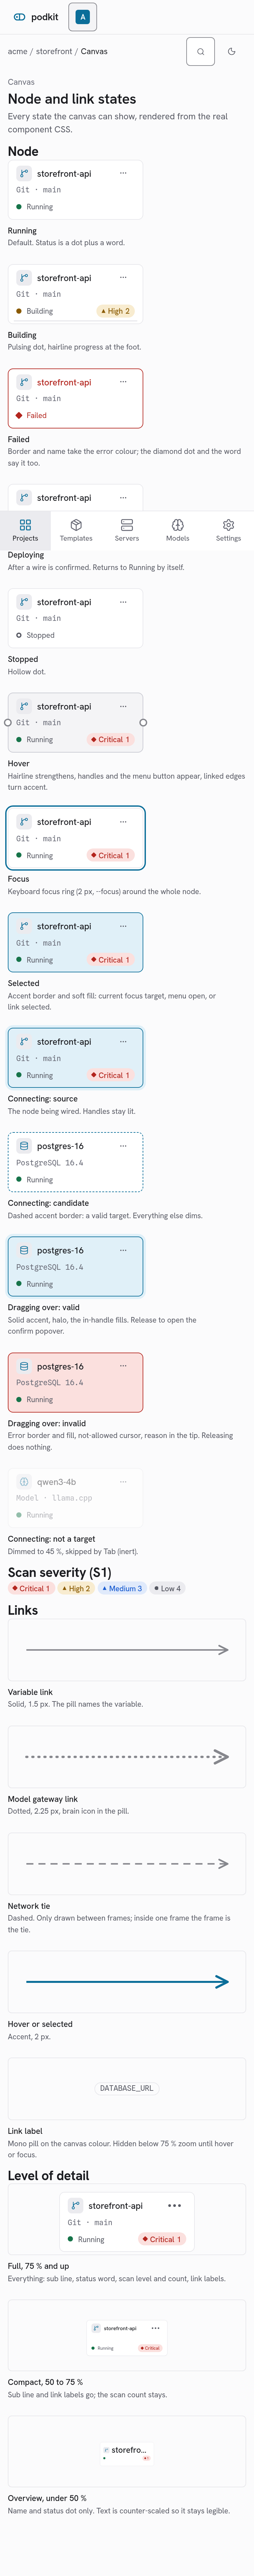 podkit
A
acme / storefront / Canvas
Canvas
Node and link states
Every state the canvas can show, rendered from the real
component CSS.
Node
storefront-api
Git · main
Running
Running
Default. Status is a dot plus a word.
storefront-api
Git · main
Building
High 2
Building
Pulsing dot, hairline progress at the foot.
storefront-api
Git · main
Failed
Failed
Border and name take the error colour; the diamond dot and the word
say it too.
storefront-api
Projects
Templates
Servers
Models
Settings
Deploying
After a wire is confirmed. Returns to Running by itself.
storefront-api
Git · main
Stopped
Stopped
Hollow dot.
storefront-api
Git · main
Running
Critical 1
Hover
Hairline strengthens, handles and the menu button appear, linked edges
turn accent.
storefront-api
Git · main
Running
Critical 1
Focus
Keyboard focus ring (2 px, --focus) around the whole node.
storefront-api
Git · main
Running
Critical 1
Selected
Accent border and soft fill: current focus target, menu open, or
link selected.
storefront-api
Git · main
Running
Critical 1
Connecting: source
The node being wired. Handles stay lit.
postgres-16
PostgreSQL 16.4
Running
Connecting: candidate
Dashed accent border: a valid target. Everything else dims.
postgres-16
PostgreSQL 16.4
Running
Dragging over: valid
Solid accent, halo, the in-handle fills. Release to open the
confirm popover.
postgres-16
PostgreSQL 16.4
Running
Dragging over: invalid
Error border and fill, not-allowed cursor, reason in the tip. Releasing
does nothing.
qwen3-4b
Model · llama.cpp
Running
Connecting: not a target
Dimmed to 45 %, skipped by Tab (inert).
Scan severity (S1)
Critical 1
High 2
Medium 3
Low 4
Links
Variable link
Solid, 1.5 px. The pill names the variable.
Model gateway link
Dotted, 2.25 px, brain icon in the pill.
Network tie
Dashed. Only drawn between frames; inside one frame the frame is
the tie.
Hover or selected
Accent, 2 px.
DATABASE_URL
Link label
Mono pill on the canvas colour. Hidden below 75 % zoom until hover
or focus.
Level of detail
storefront-api
Git · main
Running
Critical 1
Full, 75 % and up
Everything: sub line, status word, scan level and count, link labels.
storefront-api
Running
Critical
Compact, 50 to 75 %
Sub line and link labels go; the scan count stays.
storefro...
Overview, under 50 %
Name and status dot only. Text is counter-scaled so it stays legible.